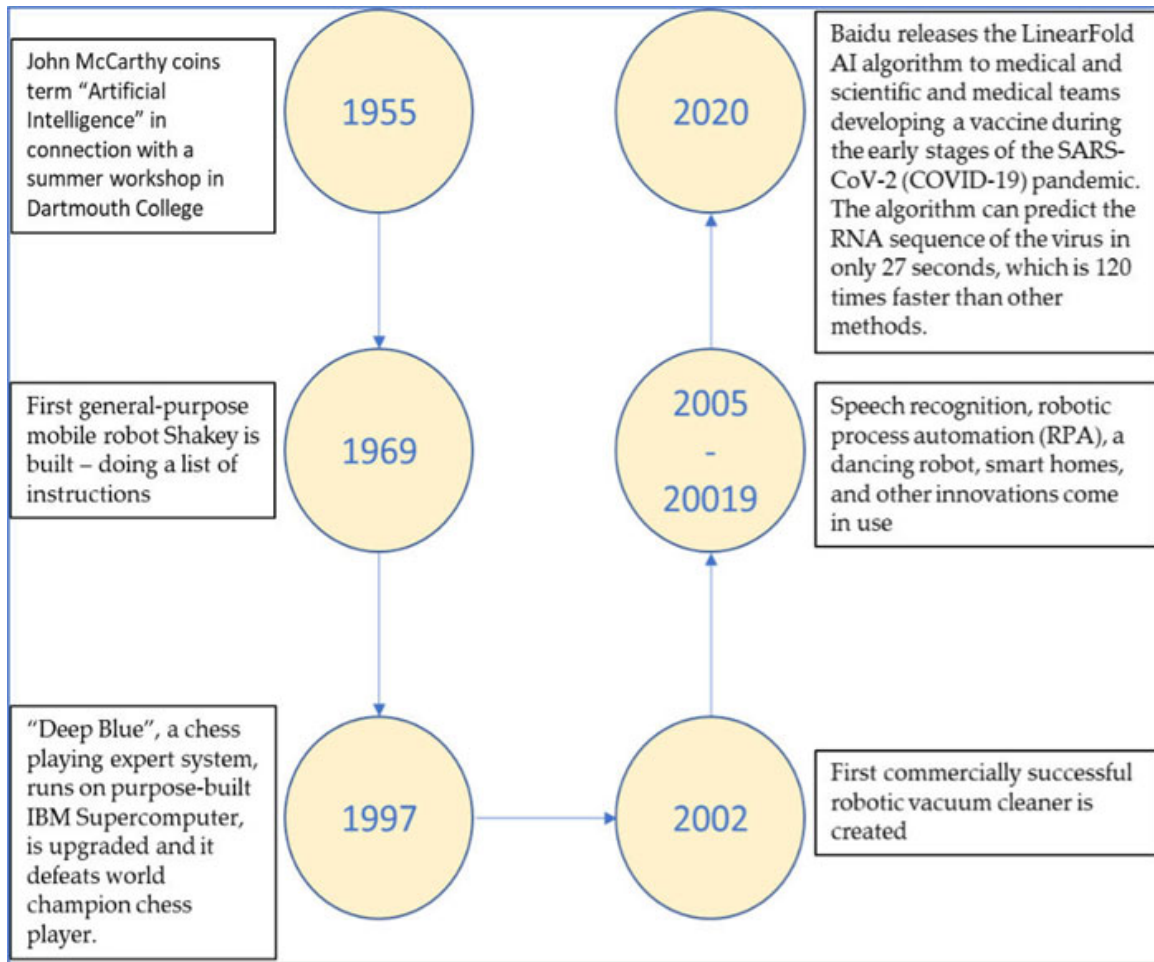 John McCarthy coins
term “Artificial
Intelligence” in
connection with a
summer workshop in
Dartmouth College
1955
First general-purpose
mobile robot Shakey is
built – doing a list of
instructions
1969
“Deep Blue”, a chess
playing expert system,
runs on purpose-built
IBM Supercomputer,
is upgraded and it
defeats world
champion chess
player.
1997
2002
First commercially successful
robotic vacuum cleaner is
created
2005
-
20019
Speech recognition, robotic
process automation (RPA), a
dancing robot, smart homes,
and other innovations come
in use
2020
Baidu releases the LinearFold
AI algorithm to medical and
scientific and medical teams
developing a vaccine during
the early stages of the SARS-
CoV-2 (COVID-19) pandemic.
The algorithm can predict the
RNA sequence of the virus in
only 27 seconds, which is 120
times faster than other
methods.